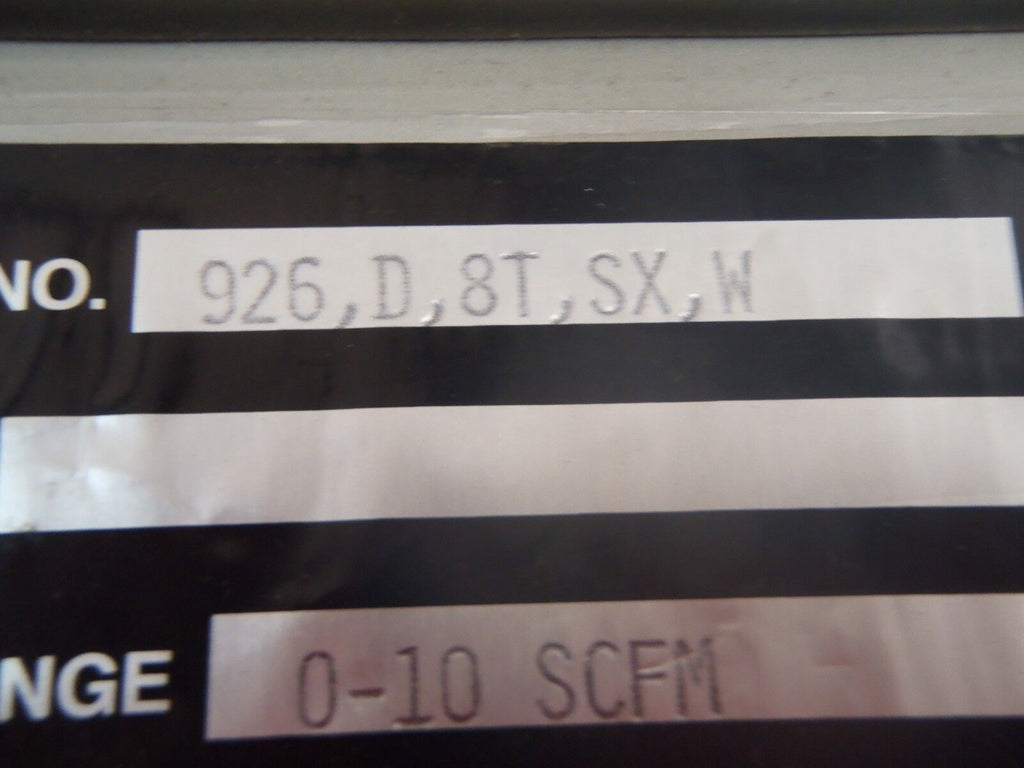 NO. 926,D,8T,SX,W
NGE 0-10 SCFM